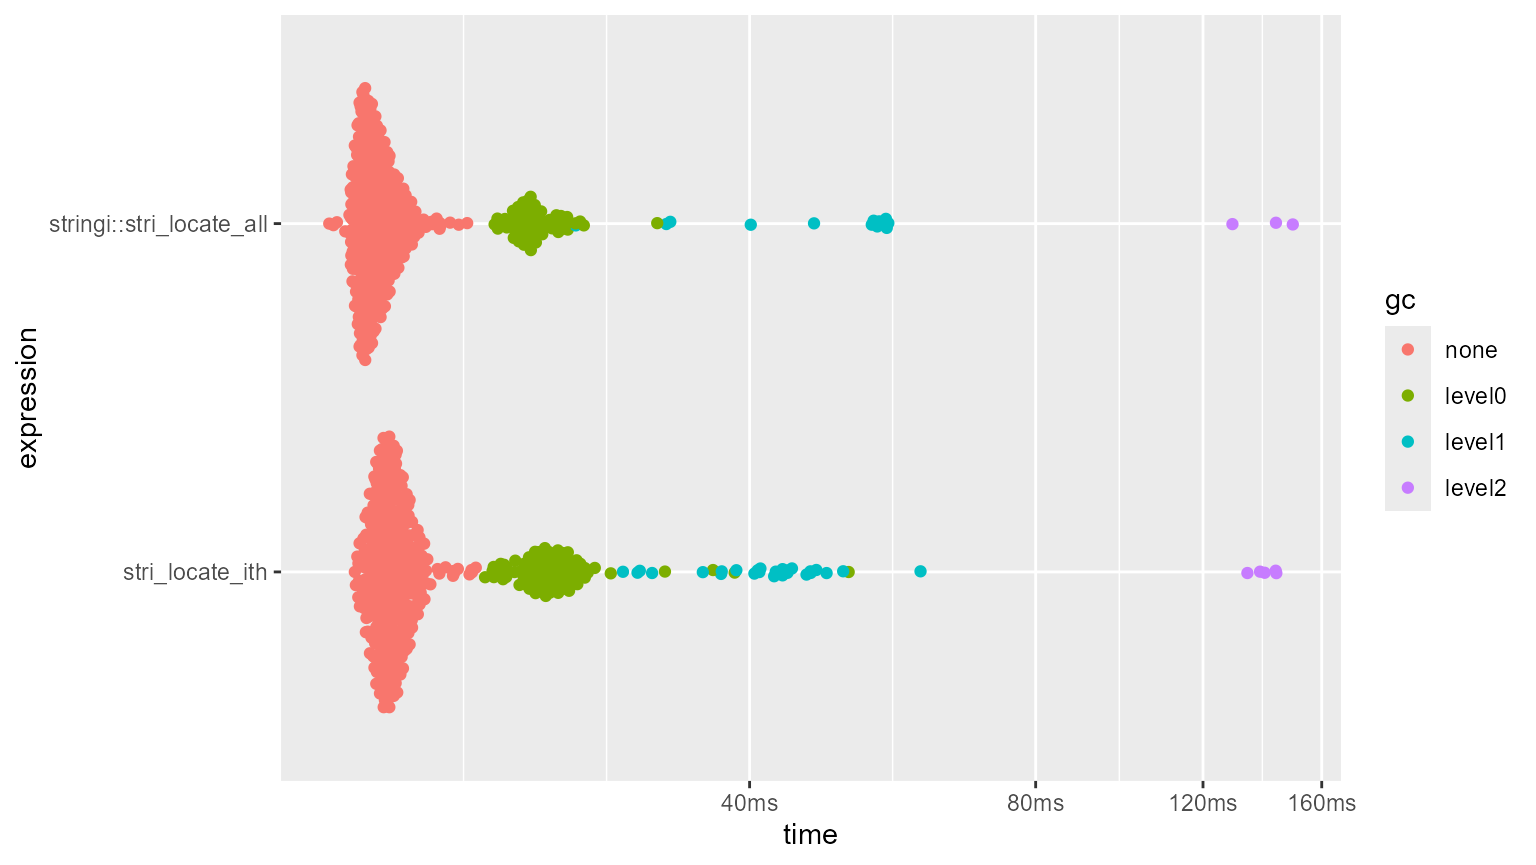 expression
stringi::stri_locate_all
stri_locate_ith
40ms
80ms
120ms
160ms
time
gc
none
level0
level1
level2